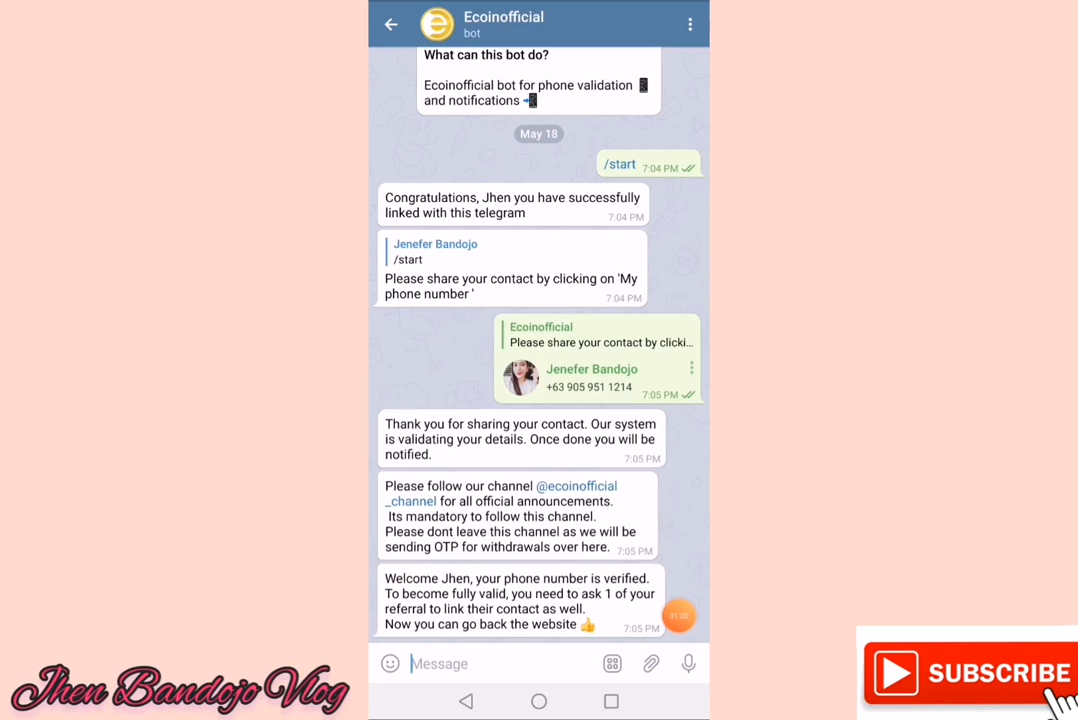 Ecoinofficial
bot
What can this bot do?
Ecoinofficial bot for phone validation 📱
and notifications 📲
May 18
/start 7:04 PM
Congratulations, Jhen you have successfully
linked with this telegram 7:04 PM
Jenefer Bandojo
/start
Please share your contact by clicking on 'My
phone number ' 7:04 PM
Ecoinofficial
Please share your contact by clicki...
Jenefer Bandojo
+63 905 951 1214
7:05 PM
Thank you for sharing your contact. Our system
is validating your details. Once done you will be
notified. 7:05 PM
Please follow our channel @ecoinofficial
_channel for all official announcements.
Its mandatory to follow this channel.
Please dont leave this channel as we will be
sending OTP for withdrawals over here. 7:05 PM
Welcome Jhen, your phone number is verified.
To become fully valid, you need to ask 1 of your
referral to link their contact as well.
Now you can go back the website 👍 7:05 PM
01:20
Message
Jhen Bandojo Vlog
SUBSCRIBE